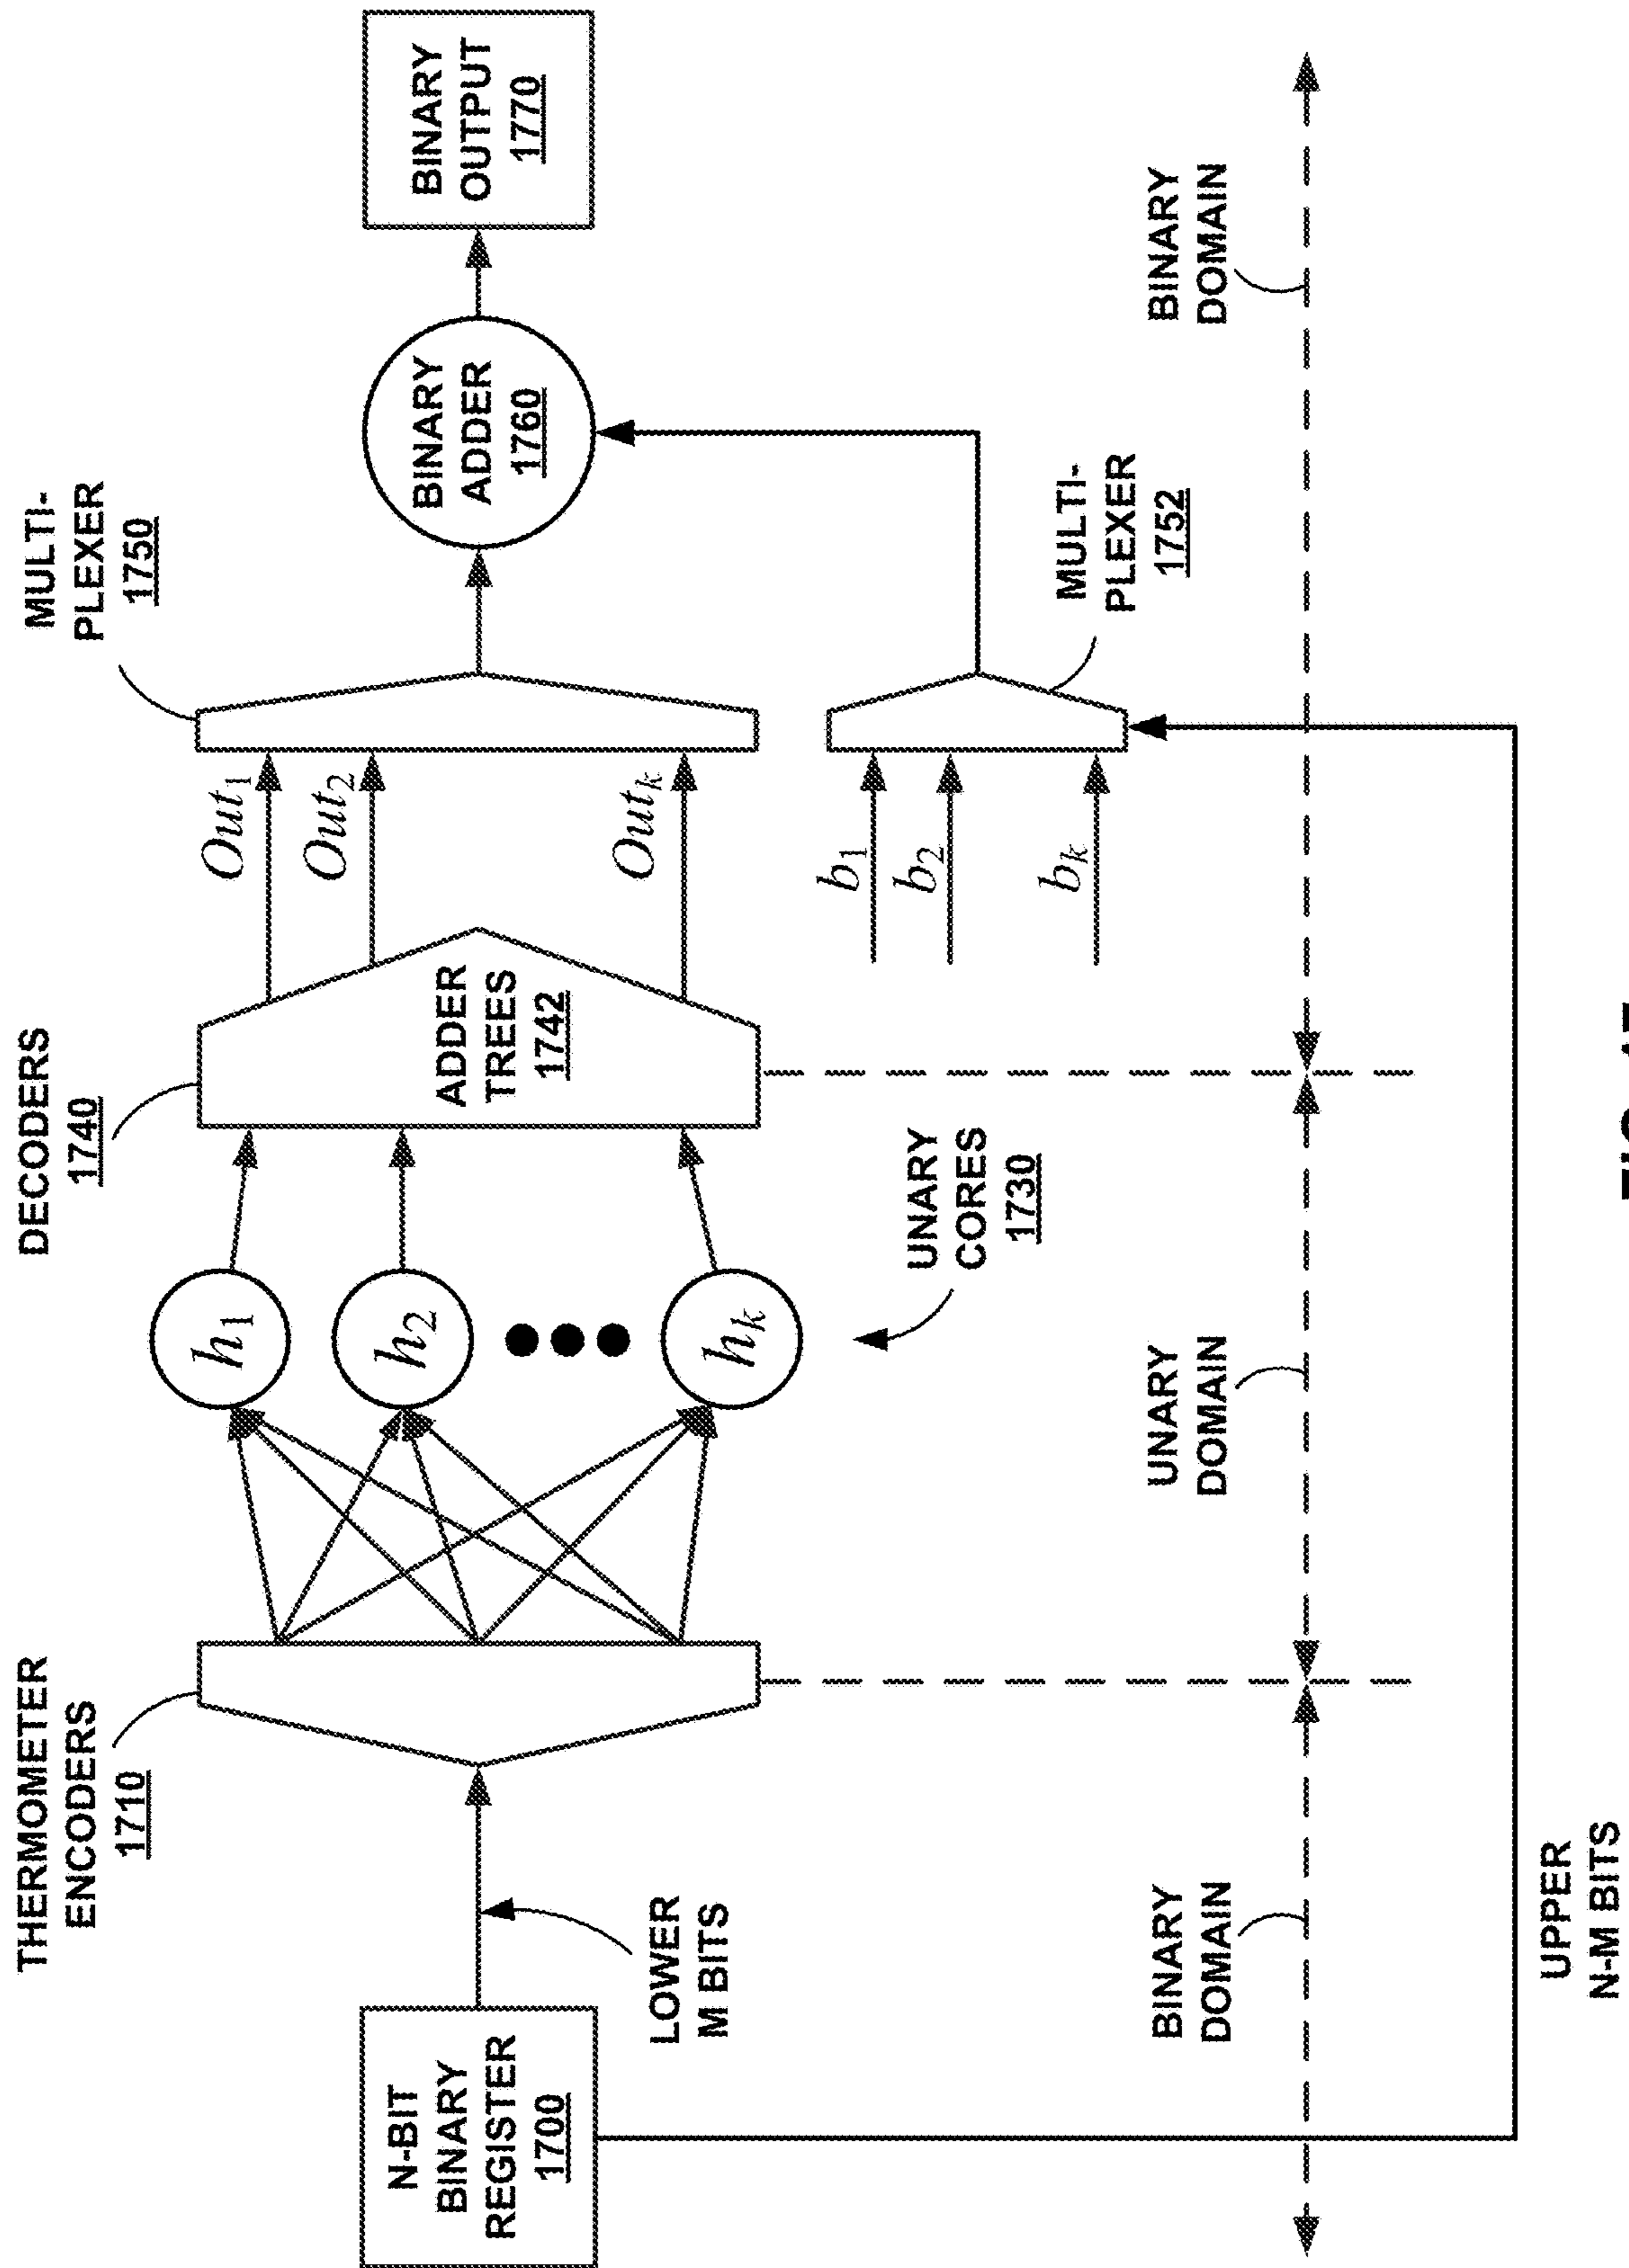 THERMOMETER
ENCODERS
1710
DECODERS
1740
MULTI-
PLEXER
1750
N-BIT
BINARY
REGISTER
1700
LOWER
M BITS
h1
h2
hk
ADDER
TREES
1742
Out1
Out2
Outk
BINARY
ADDER
1760
BINARY
OUTPUT
1770
UNARY
CORES
1730
b1
b2
bk
MULTI-
PLEXER
1752
BINARY
DOMAIN
UNARY
DOMAIN
BINARY
DOMAIN
UPPER
N-M BITS